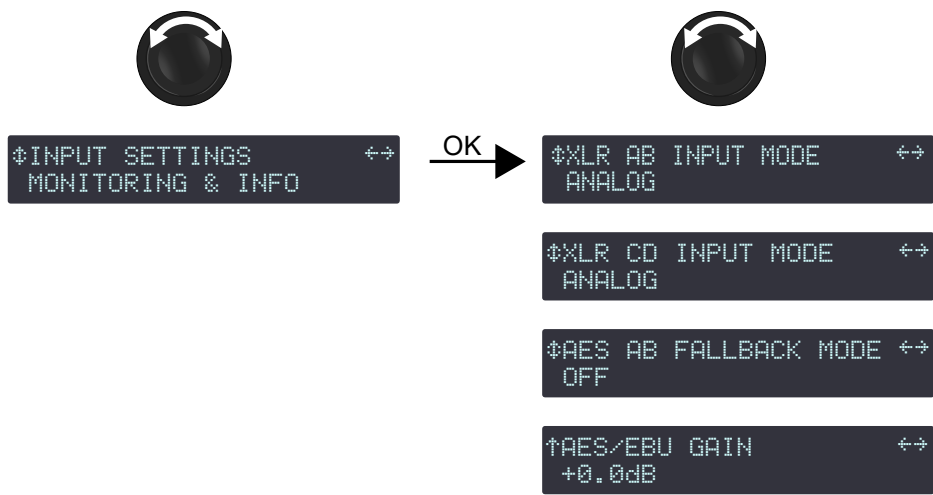 ↕INPUT SETTINGS ↔
MONITORING & INFO
OK
↕XLR AB INPUT MODE ↔
ANALOG
↕XLR CD INPUT MODE ↔
ANALOG
↕AES AB FALLBACK MODE ↔
OFF
↑AES/EBU GAIN ↔
+0.0dB